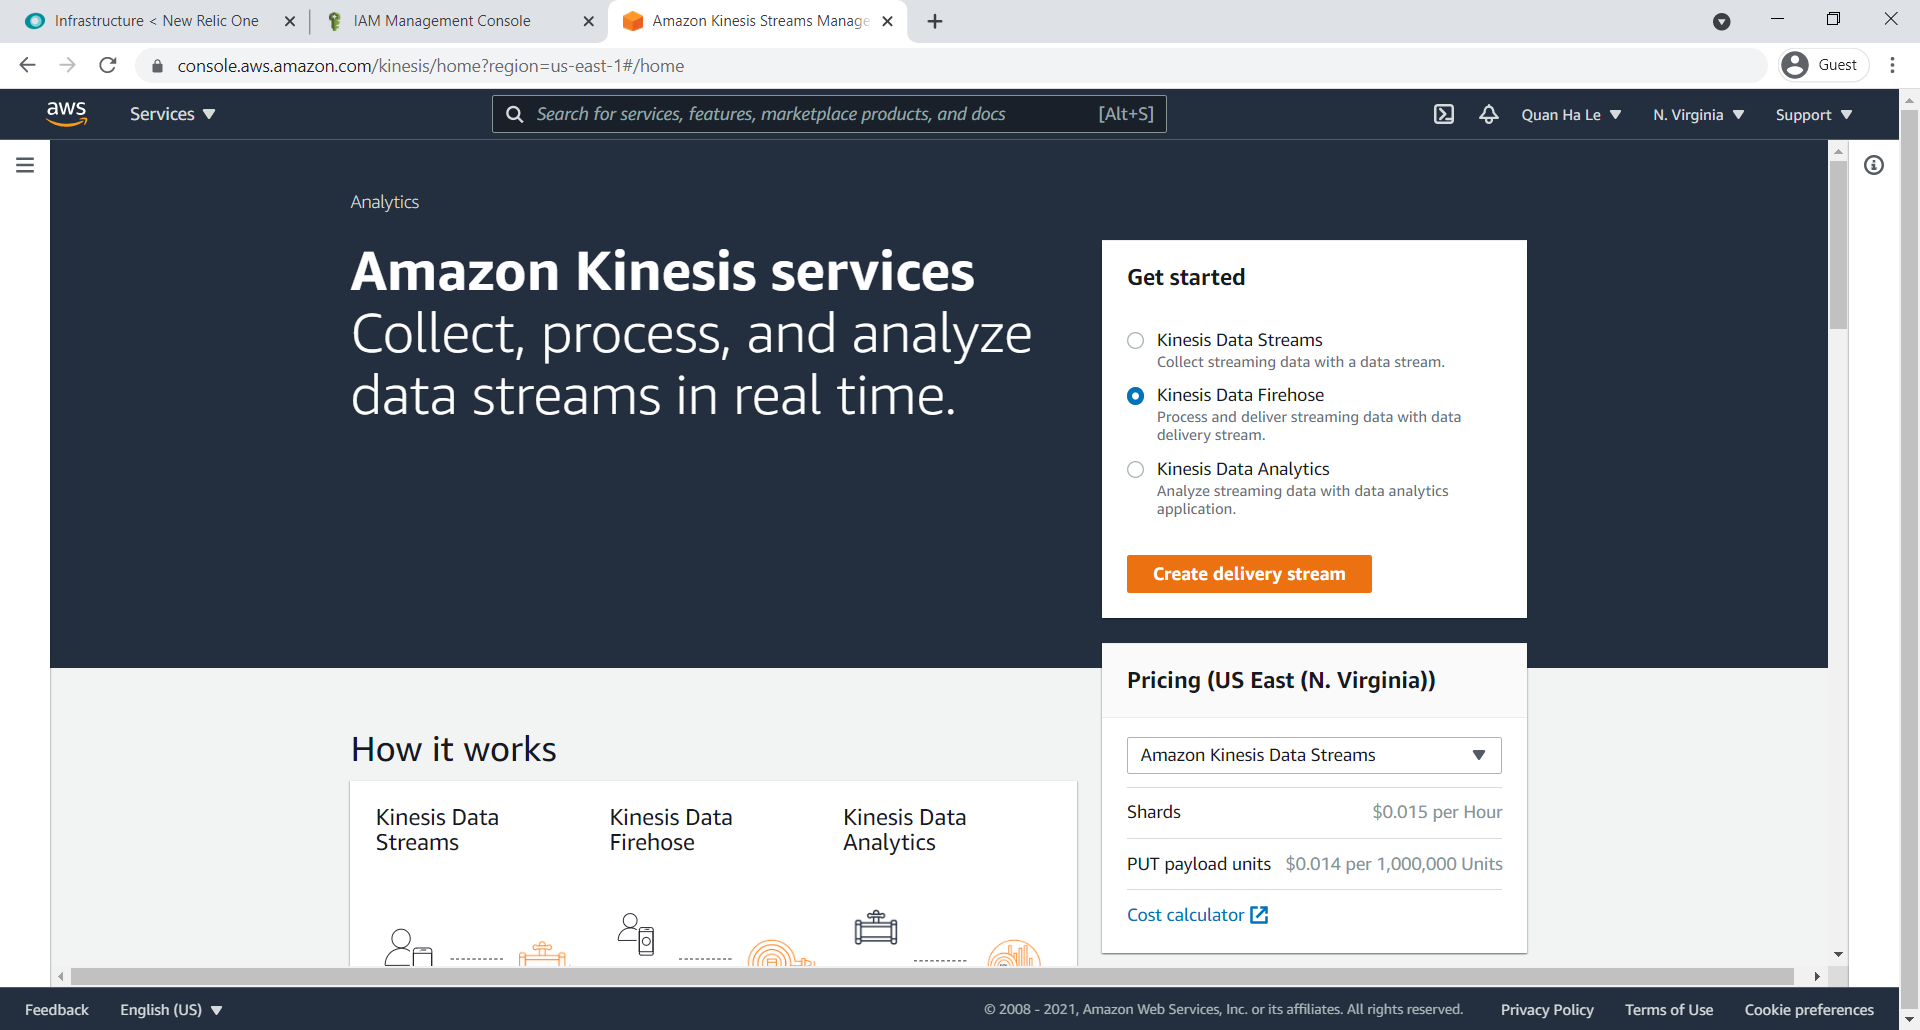 Infrastructure < New Relic One
IAM Management Console
Amazon Kinesis Streams Manage
console.aws.amazon.com/kinesis/home?region=us-east-1#/home
Guest
aws
Services
Search for services, features, marketplace products, and docs
[Alt+S]
Quan Ha Le
N. Virginia
Support
Analytics
Amazon Kinesis services
Collect, process, and analyze
data streams in real time.
Get started
Kinesis Data Streams
Collect streaming data with a data stream.
Kinesis Data Firehose
Process and deliver streaming data with data
delivery stream.
Kinesis Data Analytics
Analyze streaming data with data analytics
application.
Create delivery stream
Pricing (US East (N. Virginia))
Amazon Kinesis Data Streams
Shards $0.015 per Hour
PUT payload units $0.014 per 1,000,000 Units
Cost calculator
How it works
Kinesis Data
Streams
Kinesis Data
Firehose
Kinesis Data
Analytics
Feedback
English (US)
© 2008 - 2021, Amazon Web Services, Inc. or its affiliates. All rights reserved.
Privacy Policy
Terms of Use
Cookie preferences